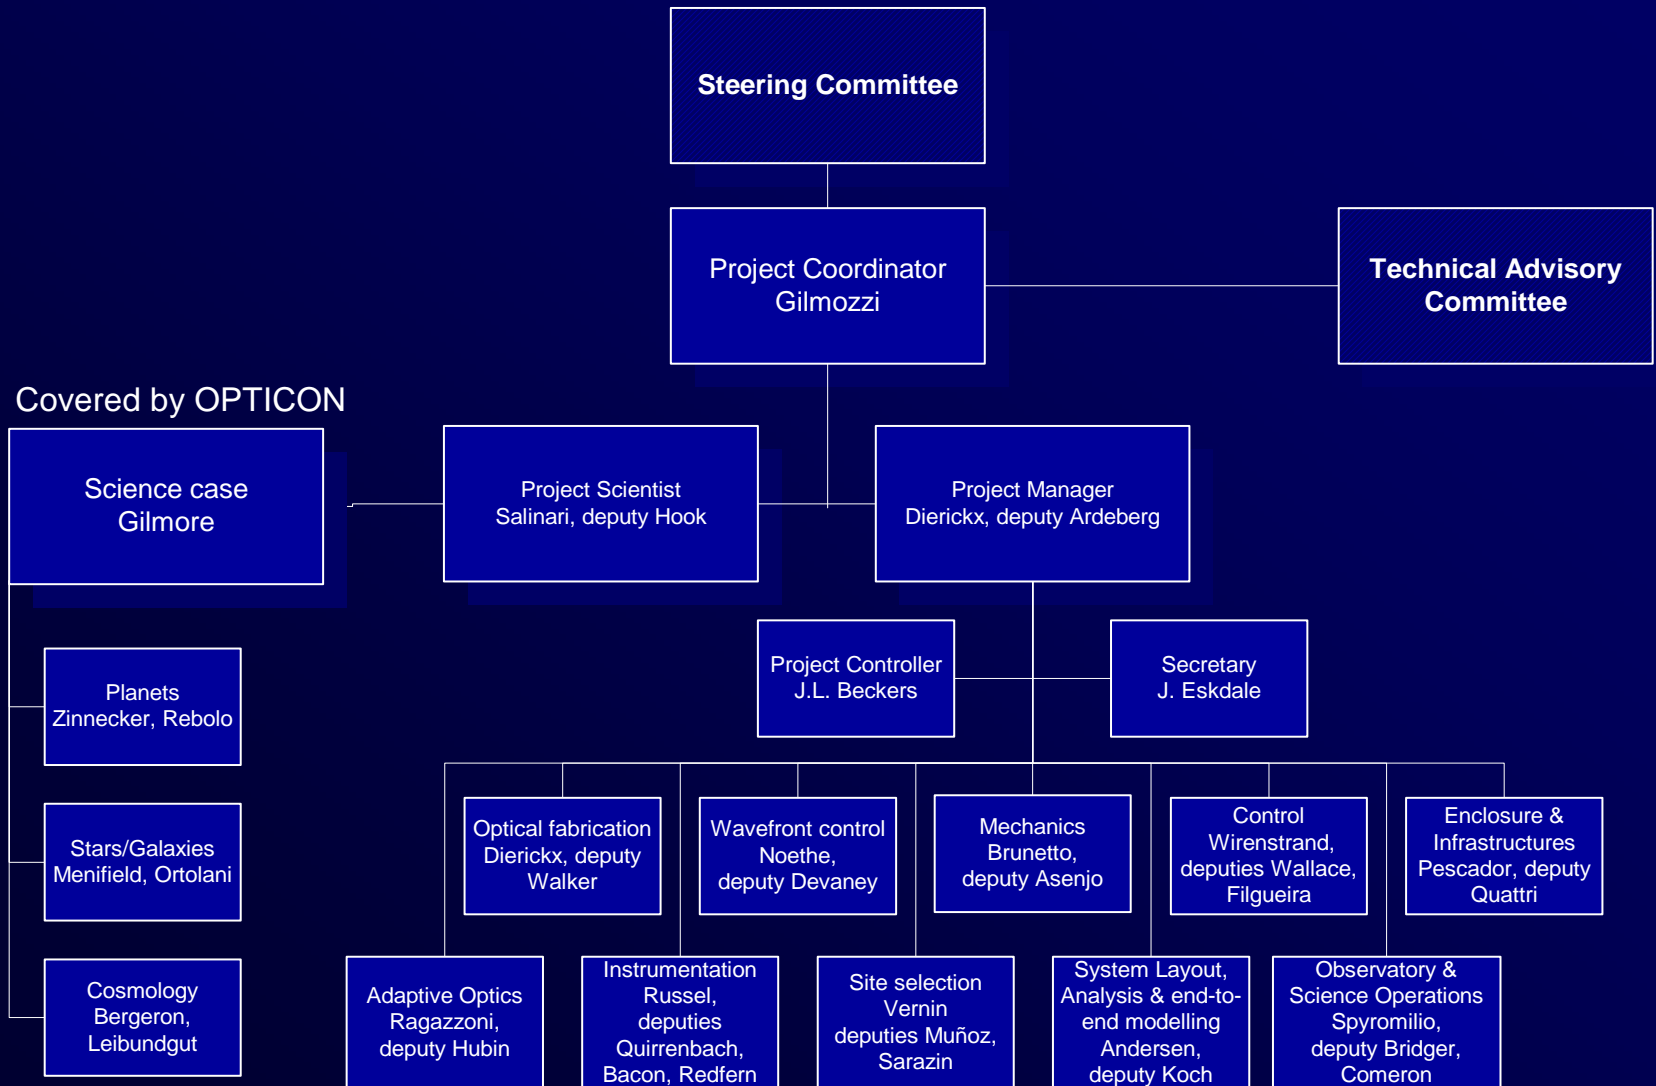 Steering Committee
Project Coordinator
Gilmozzi
Technical Advisory
Committee
Covered by OPTICON
Science case
Gilmore
Project Scientist
Salinari, deputy Hook
Project Manager
Dierickx, deputy Ardeberg
Project Controller
J.L. Beckers
Secretary
J. Eskdale
Planets
Zinnecker, Rebolo
Stars/Galaxies
Menifield, Ortolani
Cosmology
Bergeron,
Leibundgut
Optical fabrication
Dierickx, deputy
Walker
Wavefront control
Noethe,
deputy Devaney
Mechanics
Brunetto,
deputy Asenjo
Control
Wirenstrand,
deputies Wallace,
Filgueira
Enclosure &
Infrastructures
Pescador, deputy
Quattri
Adaptive Optics
Ragazzoni,
deputy Hubin
Instrumentation
Russel,
deputies
Quirrenbach,
Bacon, Redfern
Site selection
Vernin
deputies Muñoz,
Sarazin
System Layout,
Analysis & end-to-
end modelling
Andersen,
deputy Koch
Observatory &
Science Operations
Spyromilio,
deputy Bridger,
Comeron